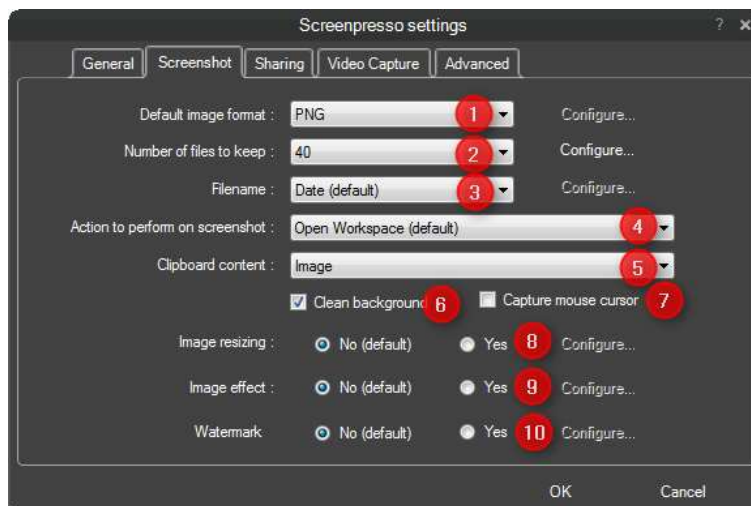 Screenpresso settings ? x
General Screenshot Sharing Video Capture Advanced
Default image format : PNG 1 Configure...
Number of files to keep : 40 2 Configure...
Filename : Date (default) 3 Configure...
Action to perform on screenshot : Open Workspace (default) 4
Clipboard content : Image 5
Clean background 6 Capture mouse cursor 7
Image resizing : No (default) Yes 8 Configure...
Image effect : No (default) Yes 9 Configure...
Watermark No (default) Yes 10 Configure...
OK Cancel